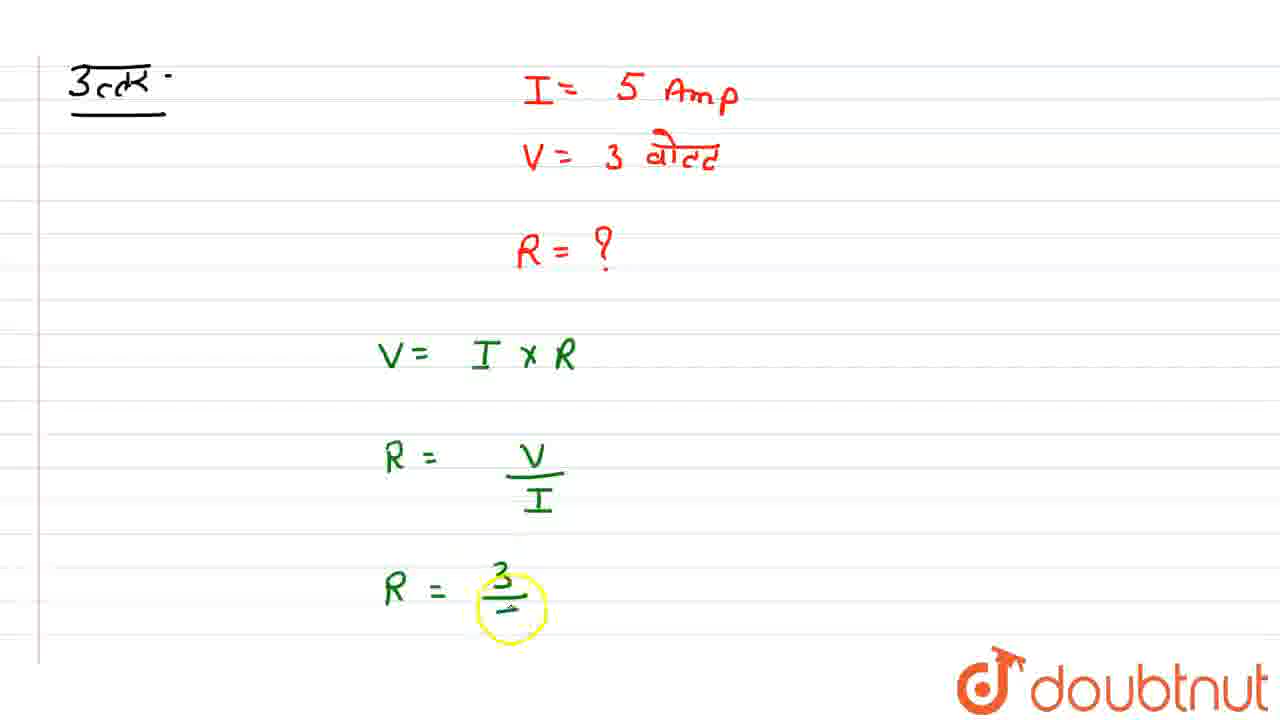 उत्तर -
I = 5 Amp
V = 3 वोल्ट
R = ?
V = I × R
R = V / I
R = 3 /
doubtnut